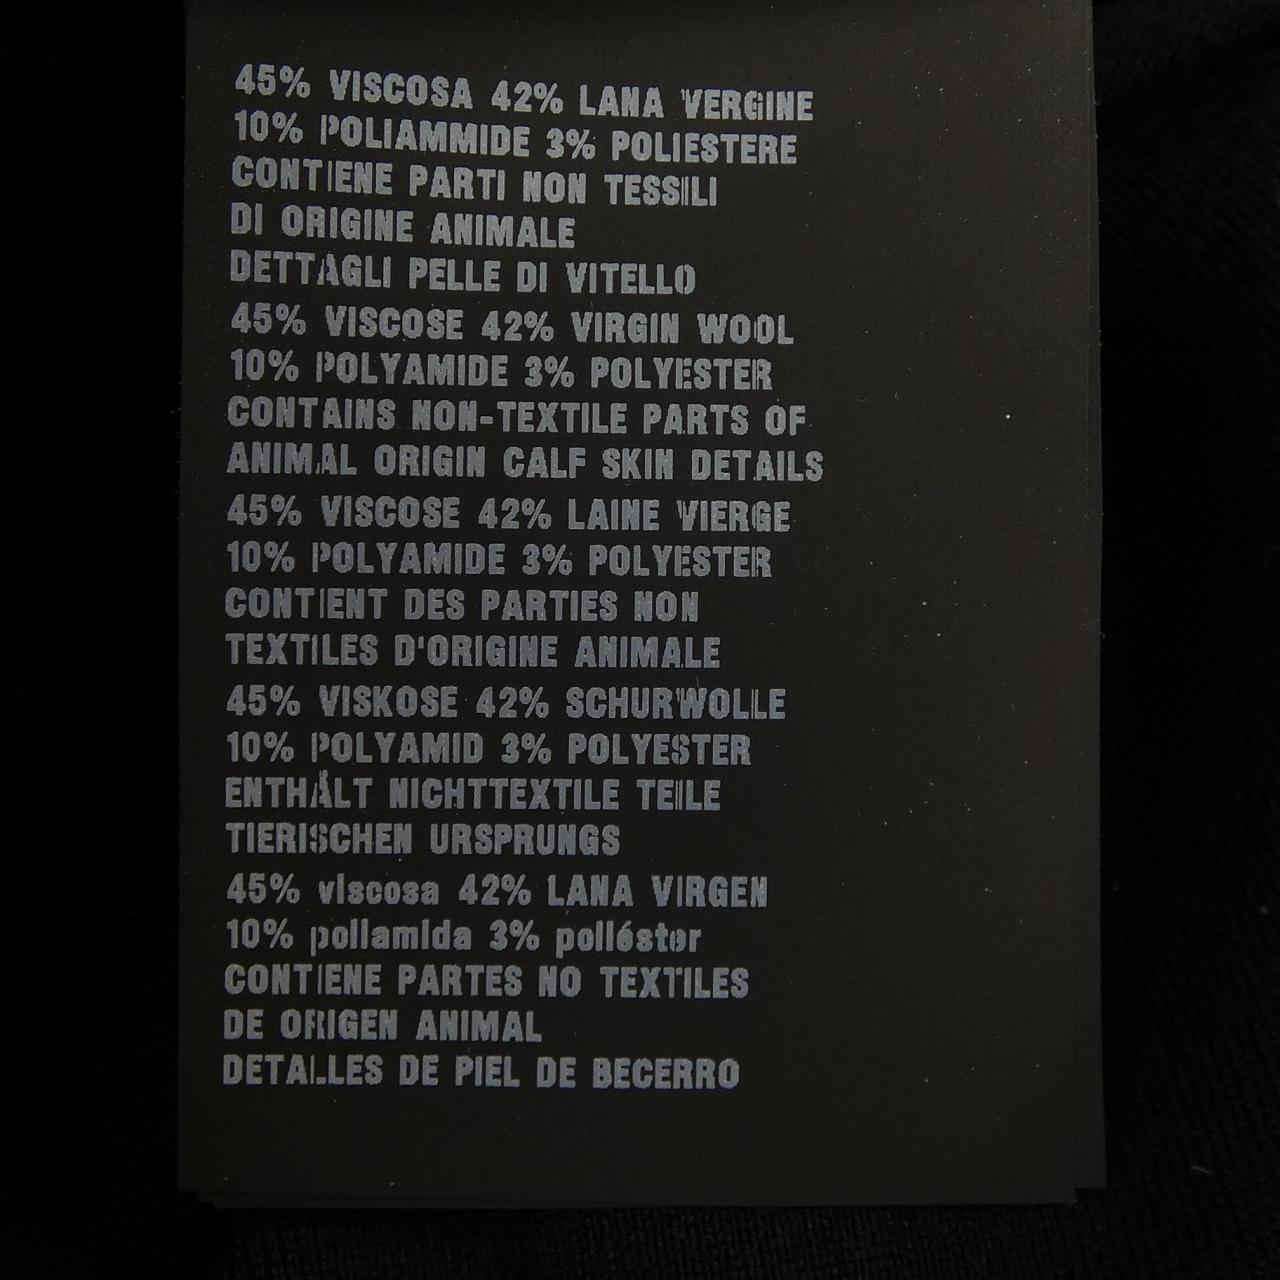 45% VISCOSA 42% LANA VERGINE
10% POLIAMMIDE 3% POLIESTERE
CONTIENE PARTI NON TESSILI
DI ORIGINE ANIMALE
DETTAGLI PELLE DI VITELLO
45% VISCOSE 42% VIRGIN WOOL
10% POLYAMIDE 3% POLYESTER
CONTAINS NON-TEXTILE PARTS OF
ANIMAL ORIGIN CALF SKIN DETAILS
45% VISCOSE 42% LAINE VIERGE
10% POLYAMIDE 3% POLYESTER
CONTIENT DES PARTIES NON
TEXTILES D'ORIGINE ANIMALE
45% VISKOSE 42% SCHURWOLLE
10% POLYAMID 3% POLYESTER
ENTHÄLT NICHTTEXTILE TEILE
TIERISCHEN URSPRUNGS
45% viscosa 42% LANA VIRGEN
10% poliamida 3% poliéster
CONTIENE PARTES NO TEXTILES
DE ORIGEN ANIMAL
DETALLES DE PIEL DE BECERRO